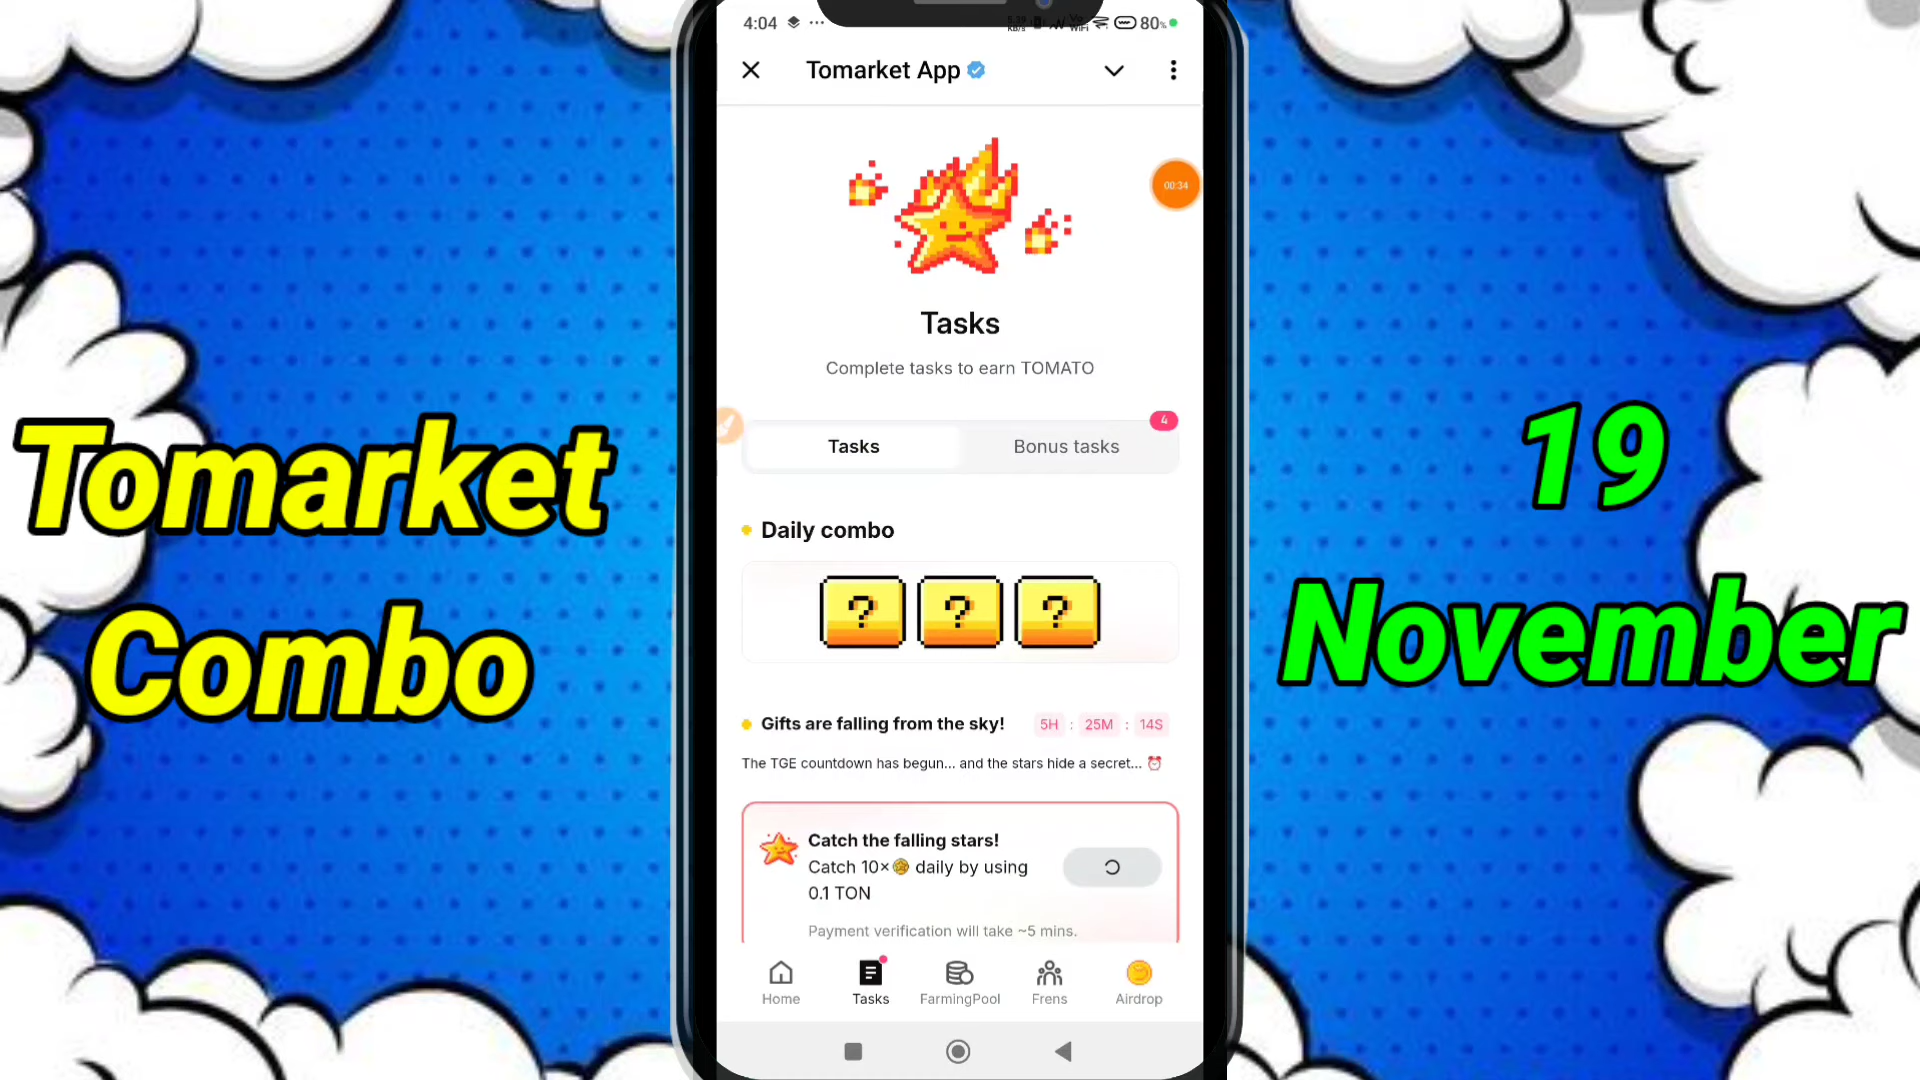 4:04
80%
Tomarket App
00:34
Tasks
Complete tasks to earn TOMATO
4
Tasks
Bonus tasks
Daily combo
? ? ?
Gifts are falling from the sky!
5H : 25M : 14S
The TGE countdown has begun... and the stars hide a secret... ⏰
Catch the falling stars!
Catch 10× daily by using
0.1 TON
Payment verification will take ~5 mins.
Home
Tasks
FarmingPool
Frens
Airdrop
Tomarket
Combo
19
November